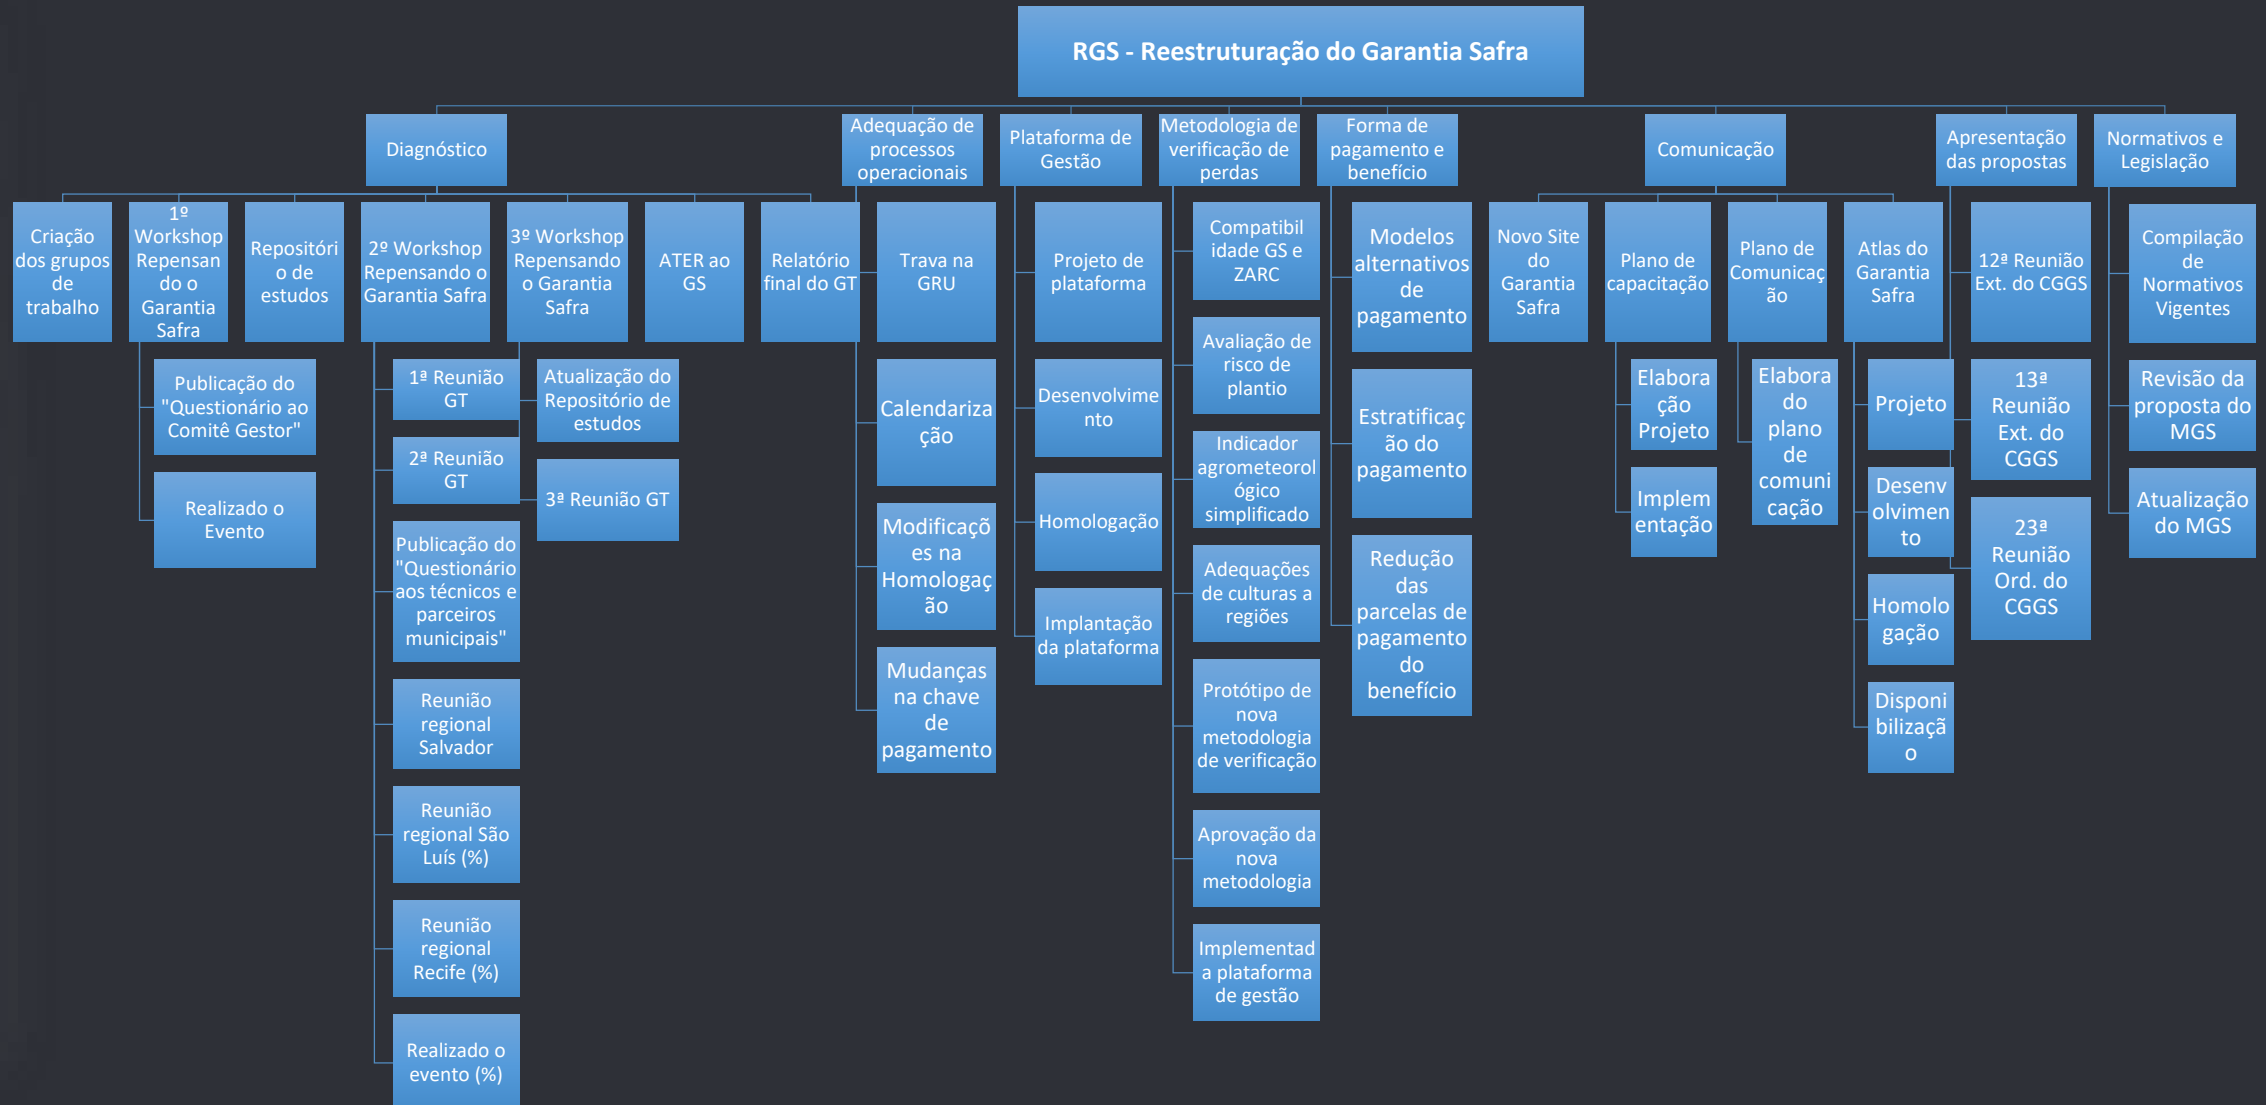 RGS - Reestruturação do Garantia Safra
Diagnóstico
Criação
dos grupos
de
trabalho
1º
Workshop
Repensan
do o
Garantia
Safra
Publicação do
"Questionário ao
Comitê Gestor"
Realizado o
Evento
Repositóri
o de
estudos
2º Workshop
Repensando o
Garantia Safra
1ª Reunião
GT
2ª Reunião
GT
Publicação do
"Questionário
aos técnicos e
parceiros
municipais"
Reunião
regional
Salvador
Reunião
regional São
Luís (%)
Reunião
regional
Recife (%)
Realizado o
evento (%)
3º Workshop
Repensando
o Garantia
Safra
Atualização do
Repositório de
estudos
3ª Reunião GT
ATER ao
GS
Relatório
final do GT
Adequação de
processos
operacionais
Trava na
GRU
Calendariza
ção
Modificaçõ
es na
Homologaç
ão
Mudanças
na chave
de
pagamento
Plataforma de
Gestão
Projeto de
plataforma
Desenvolvime
nto
Homologação
Implantação
da plataforma
Metodologia de
verificação de
perdas
Compatibil
idade GS e
ZARC
Avaliação de
risco de
plantio
Indicador
agrometeorol
ógico
simplificado
Adequações
de culturas a
regiões
Protótipo de
nova
metodologia
de verificação
Aprovação da
nova
metodologia
Implementad
a plataforma
de gestão
Forma de
pagamento e
benefício
Modelos
alternativos
de
pagamento
Estratificaç
ão do
pagamento
Redução
das
parcelas de
pagamento
do
benefício
Comunicação
Novo Site
do
Garantia
Safra
Plano de
capacitação
Elabora
ção
Projeto
Implem
entação
Plano de
Comunicaç
ão
Elabora
do
plano
de
comuni
cação
Atlas do
Garantia
Safra
Projeto
Desenv
olvimen
to
Homolo
gação
Disponi
bilizaçã
o
Apresentação
das propostas
12ª Reunião
Ext. do CGGS
13ª
Reunião
Ext. do
CGGS
23ª
Reunião
Ord. do
CGGS
Normativos e
Legislação
Compilação
de
Normativos
Vigentes
Revisão da
proposta do
MGS
Atualização
do MGS